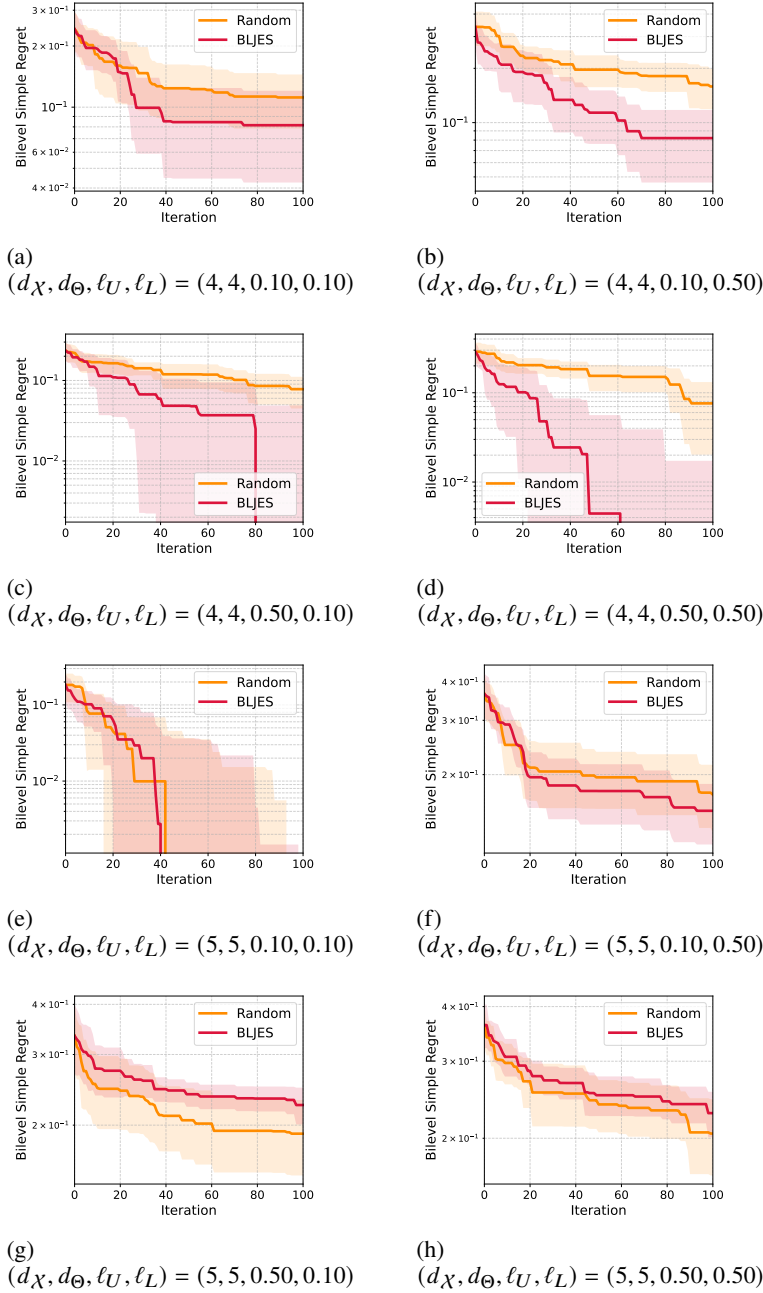 3 × 10⁻¹
2 × 10⁻¹
10⁻¹
6 × 10⁻²
4 × 10⁻²
Bilevel Simple Regret
Random
BLJES
0 20 40 60 80 100
Iteration
(a)
(d_𝒳, d_Θ, ℓ_U, ℓ_L) = (4, 4, 0.10, 0.10)
10⁻¹
Bilevel Simple Regret
Random
BLJES
0 20 40 60 80 100
Iteration
(b)
(d_𝒳, d_Θ, ℓ_U, ℓ_L) = (4, 4, 0.10, 0.50)
10⁻¹
10⁻²
Bilevel Simple Regret
Random
BLJES
0 20 40 60 80 100
Iteration
(c)
(d_𝒳, d_Θ, ℓ_U, ℓ_L) = (4, 4, 0.50, 0.10)
10⁻¹
10⁻²
Bilevel Simple Regret
Random
BLJES
0 20 40 60 80 100
Iteration
(d)
(d_𝒳, d_Θ, ℓ_U, ℓ_L) = (4, 4, 0.50, 0.50)
10⁻¹
10⁻²
Bilevel Simple Regret
Random
BLJES
0 20 40 60 80 100
Iteration
(e)
(d_𝒳, d_Θ, ℓ_U, ℓ_L) = (5, 5, 0.10, 0.10)
4 × 10⁻¹
3 × 10⁻¹
2 × 10⁻¹
Bilevel Simple Regret
Random
BLJES
0 20 40 60 80 100
Iteration
(f)
(d_𝒳, d_Θ, ℓ_U, ℓ_L) = (5, 5, 0.10, 0.50)
4 × 10⁻¹
3 × 10⁻¹
2 × 10⁻¹
Bilevel Simple Regret
Random
BLJES
0 20 40 60 80 100
Iteration
(g)
(d_𝒳, d_Θ, ℓ_U, ℓ_L) = (5, 5, 0.50, 0.10)
4 × 10⁻¹
3 × 10⁻¹
2 × 10⁻¹
Bilevel Simple Regret
Random
BLJES
0 20 40 60 80 100
Iteration
(h)
(d_𝒳, d_Θ, ℓ_U, ℓ_L) = (5, 5, 0.50, 0.50)